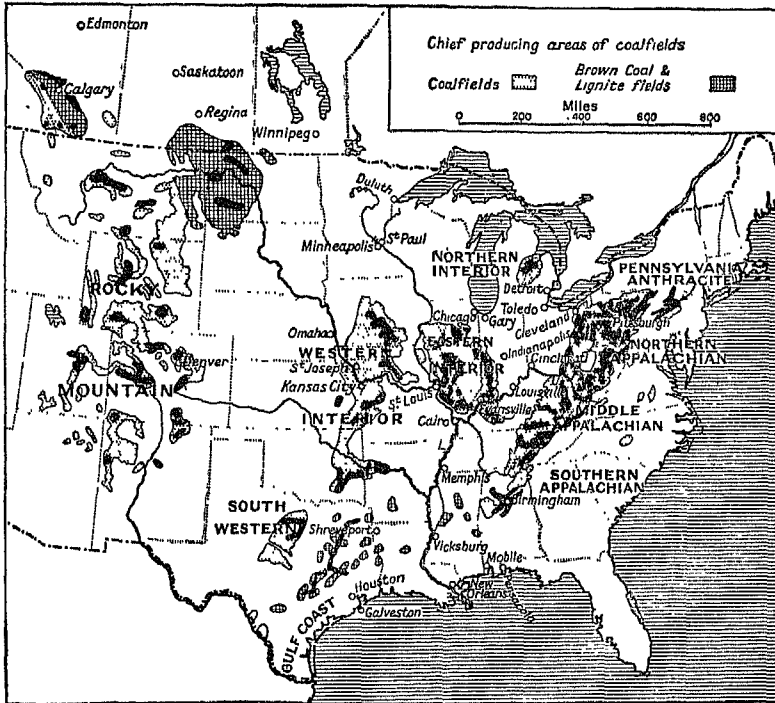 Edmonton
Chief producing areas of coalfields
Coalfields
Brown Coal &
Lignite fields
Miles
0 200 400 600 800
Calgary
Saskatoon
Regina
Winnipeg
Duluth
Minneapolis
St Paul
NORTHERN
INTERIOR
Detroit
PENNSYLVANIA
ANTHRACITE
ROCKY
MOUNTAIN
Toledo
Cleveland
Pittsburgh
Chicago
Gary
Indianapolis
NORTHERN
APPALACHIAN
Omaha
WESTERN
INTERIOR
EASTERN
INTERIOR
Cincinnati
Denver
St Joseph
Kansas City
St Louis
Louisville
Evansville
MIDDLE
APPALACHIAN
Cairo
Memphis
SOUTHERN
APPALACHIAN
Birmingham
SOUTH
WESTERN
Shreveport
Vicksburg
Mobile
New
Orleans
Houston
Galveston
GULF COAST